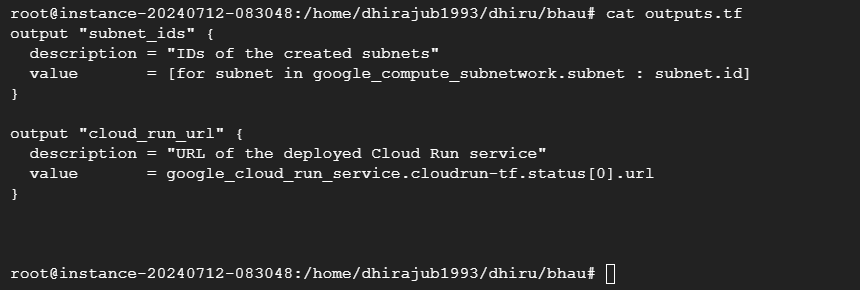 root@instance-20240712-083048:/home/dhirajub1993/dhiru/bhau# cat outputs.tf
output "subnet_ids" {
  description = "IDs of the created subnets"
  value       = [for subnet in google_compute_subnetwork.subnet : subnet.id]
}

output "cloud_run_url" {
  description = "URL of the deployed Cloud Run service"
  value       = google_cloud_run_service.cloudrun-tf.status[0].url
}

root@instance-20240712-083048:/home/dhirajub1993/dhiru/bhau#